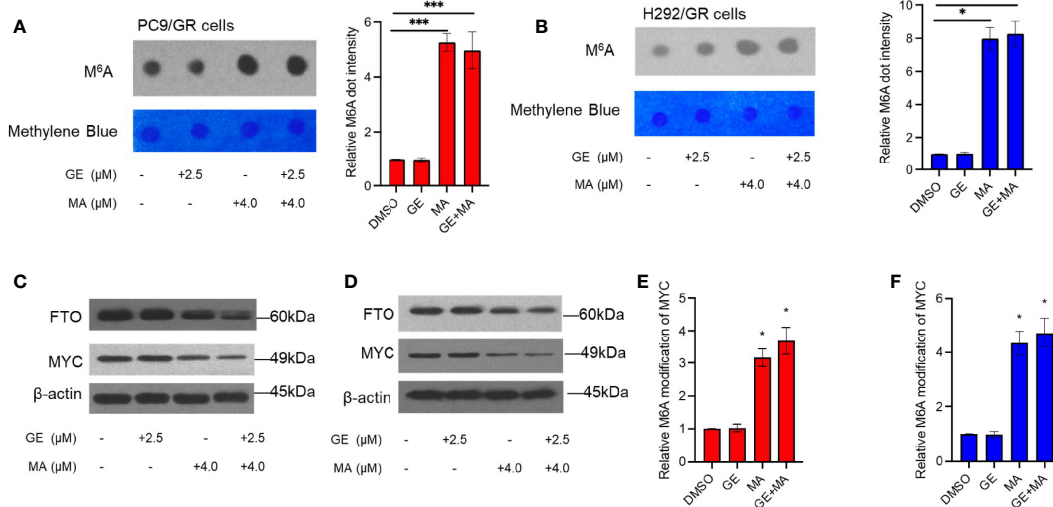 A
PC9/GR cells
M⁶A
Methylene Blue
GE (µM) - +2.5 - +2.5
MA (µM) - - +4.0 +4.0
Relative M6A dot intensity
6
4
2
0
***
***
DMSO
GE
MA
GE+MA
B
H292/GR cells
M⁶A
Methylene Blue
GE (µM) - +2.5 - +2.5
MA (µM) - - +4.0 +4.0
Relative M6A dot intensity
10
8
6
4
2
0
*
DMSO
GE
MA
GE+MA
C
FTO
60kDa
MYC
49kDa
β-actin
45kDa
GE (µM) - +2.5 - +2.5
MA (µM) - - +4.0 +4.0
D
FTO
60kDa
MYC
49kDa
β-actin
45kDa
GE (µM) - +2.5 - +2.5
MA (µM) - - +4.0 +4.0
E
Relative M6A modification of MYC
5
4
3
2
1
0
*
*
DMSO
GE
MA
GE+MA
F
Relative M6A modification of MYC
6
4
2
0
*
*
DMSO
GE
MA
GE+MA